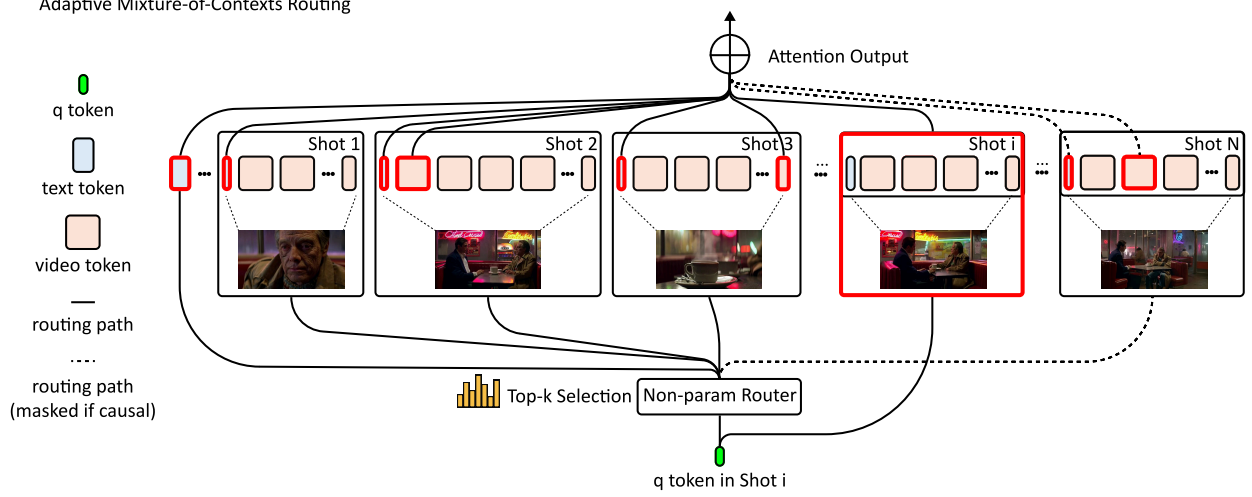 Adaptive Mixture-of-Contexts Routing
Attention Output
q token
text token
video token
routing path
routing path
(masked if causal)
Shot 1
Shot 2
Shot 3
Shot i
Shot N
Top-k Selection
Non-param Router
q token in Shot i